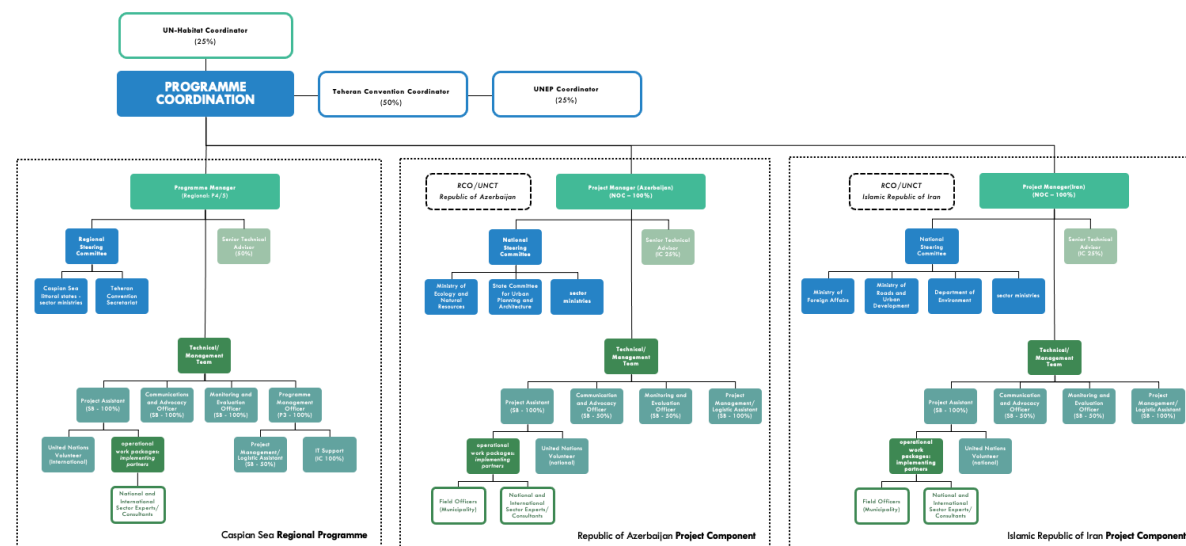 UN-Habitat Coordinator
(25%)
PROGRAMME
COORDINATION
Teheran Convention Coordinator
(50%)
UNEP Coordinator
(25%)
Programme Manager
(Regional: P4/5)
Regional
Steering
Committee
Senior Technical
Advisor
(50%)
Caspian Sea
littoral states -
sector ministries
Teheran
Convention
Secretariat
Technical/
Management
Team
Project Assistant
(SB - 100%)
Communications
and Advocacy
Officer
(SB - 100%)
Monitoring and
Evaluation
Officer
(SB - 100%)
Programme
Management
Officer
(P3 - 100%)
United Nations
Volunteer
(International)
operational
work packages:
implementing
partners
Project
Management/
Logistic Assistant
(SB - 50%)
IT Support
(IC 100%)
National and
International
Sector Experts/
Consultants
Caspian Sea Regional Programme
RCO/UNCT
Republic of Azerbaijan
Project Manager (Azerbaijan)
(NOC – 100%)
National
Steering
Committee
Senior Technical
Advisor
(IC 25%)
Ministry of
Ecology and
Natural
Resources
State Committee
for Urban
Planning and
Architecture
sector
ministries
Technical/
Management
Team
Project Assistant
(SB - 100%)
Communication
and Advocacy
Officer
(SB - 50%)
Monitoring and
Evaluation
Officer
(SB - 50%)
Project
Management/
Logistic Assistant
(SB - 100%)
operational
work packages:
implementing
partners
United Nations
Volunteer
(national)
Field Officers
(Municipality)
National and
International
Sector Experts/
Consultants
Republic of Azerbaijan Project Component
RCO/UNCT
Islamic Republic of Iran
Project Manager(Iran)
(NOC – 100%)
National
Steering
Committee
Senior Technical
Advisor
(IC 25%)
Ministry of
Foreign Affairs
Ministry of
Roads and
Urban
Development
Department of
Environment
sector ministries
Technical/
Management
Team
Project Assistant
(SB - 100%)
Communication
and Advocacy
Officer
(SB - 50%)
Monitoring and
Evaluation
Officer
(SB - 50%)
Project
Management/
Logistic Assistant
(SB - 100%)
operational
work
packages:
implementing
partners
United Nations
Volunteer
(national)
Field Officers
(Municipality)
National and
International
Sector Experts/
Consultants
Islamic Republic of Iran Project Component